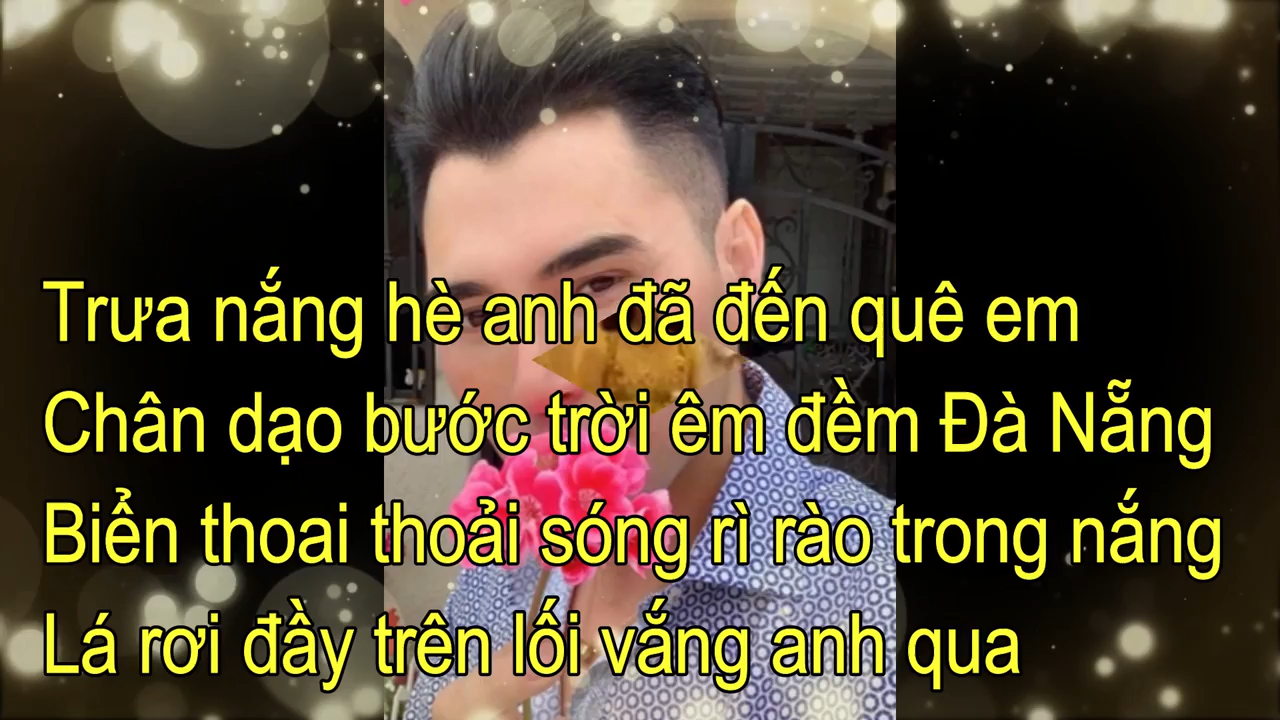 Trưa nắng hè anh đã đến quê em
Chân dạo bước trời êm đềm Đà Nẵng
Biển thoai thoải sóng rì rào trong nắng
Lá rơi đầy trên lối vắng anh qua